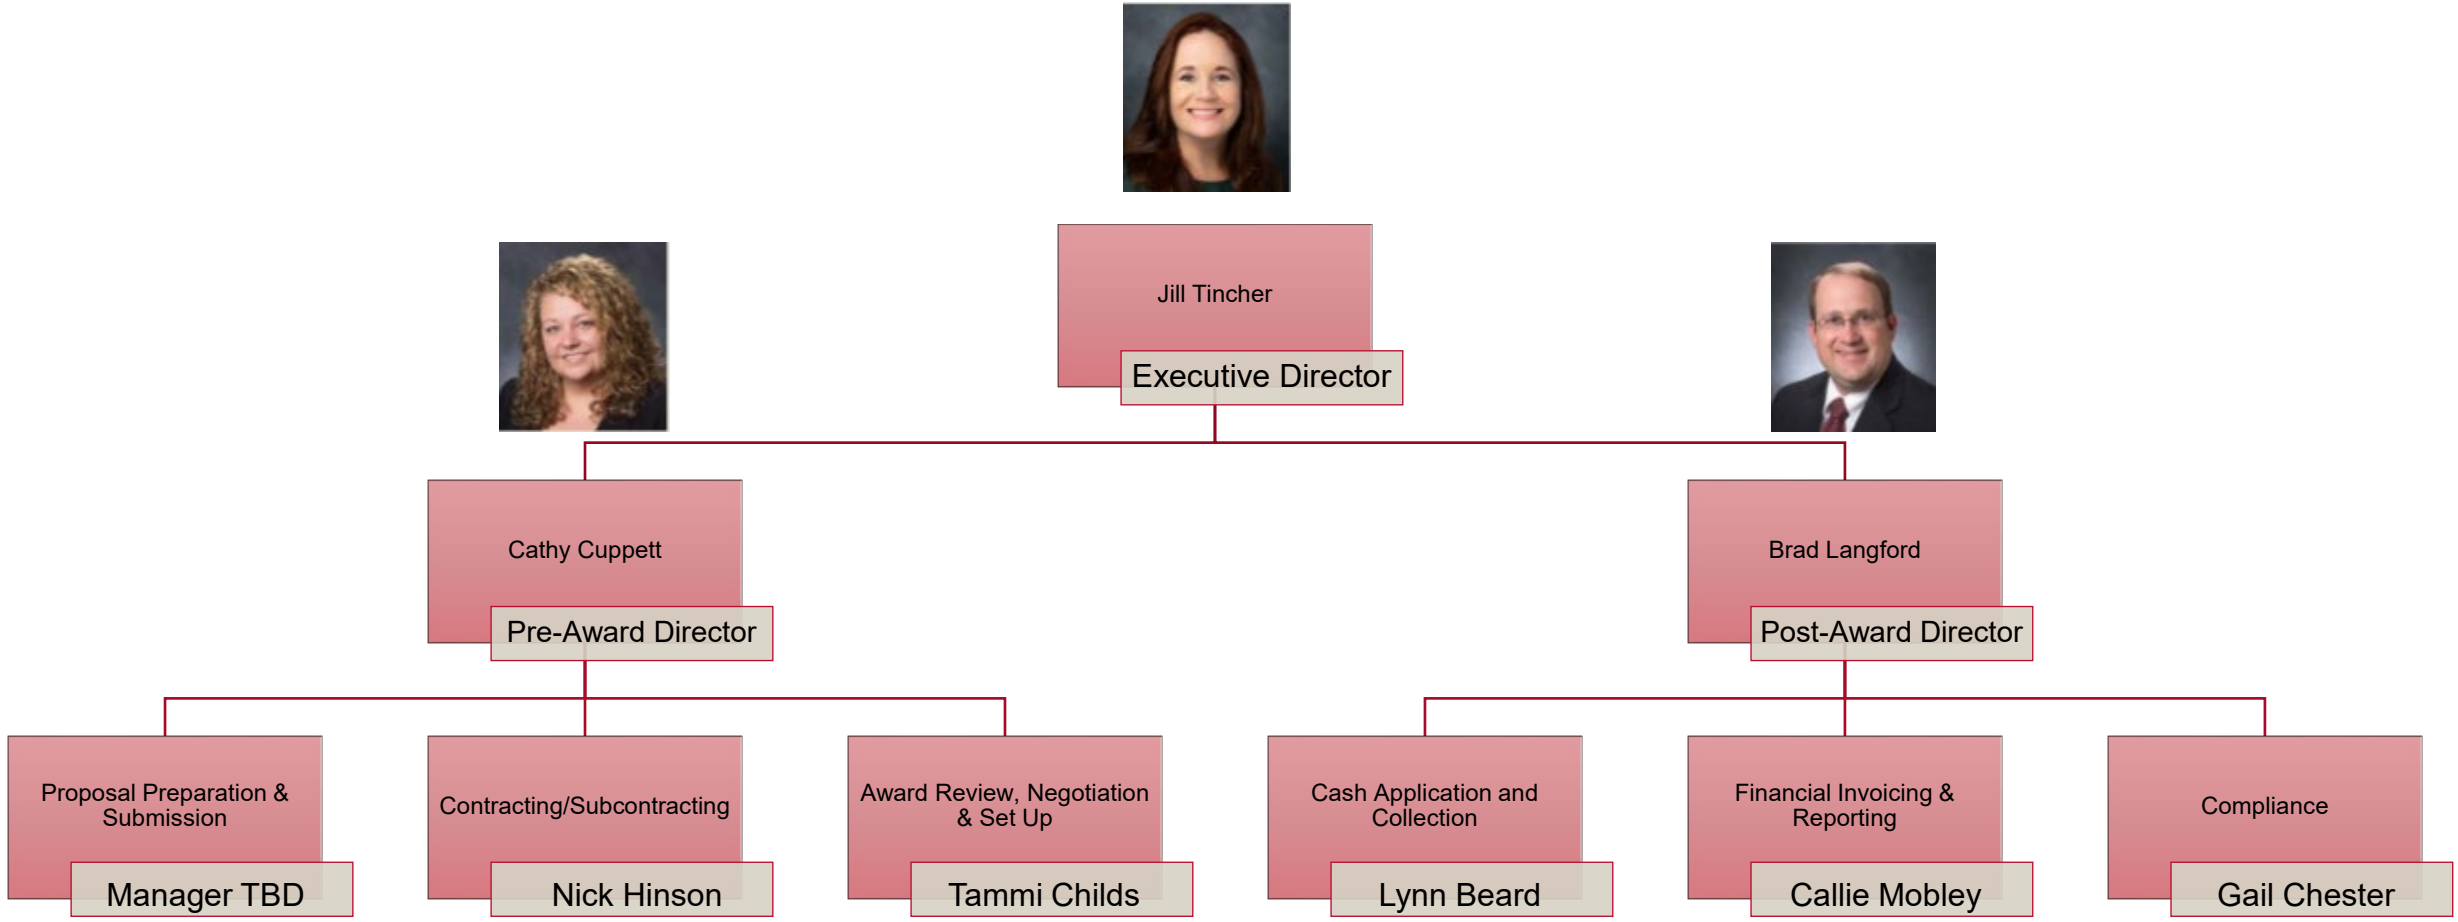 Jill Tincher
Executive Director
Cathy Cuppett
Pre-Award Director
Brad Langford
Post-Award Director
Proposal Preparation &
Submission
Manager TBD
Contracting/Subcontracting
Nick Hinson
Award Review, Negotiation
& Set Up
Tammi Childs
Cash Application and
Collection
Lynn Beard
Financial Invoicing &
Reporting
Callie Mobley
Compliance
Gail Chester